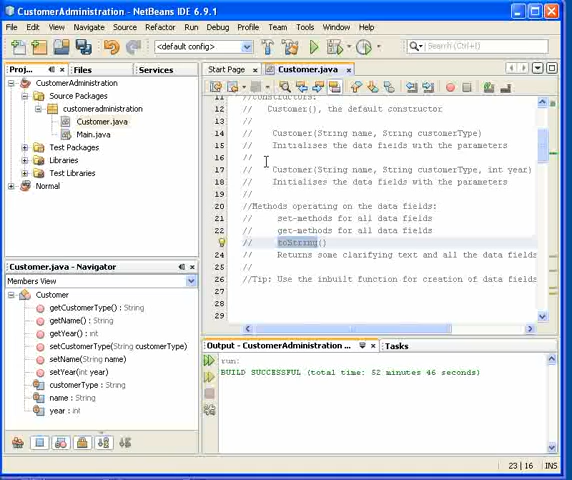 CustomerAdministration - NetBeans IDE 6.9.1
File Edit View Navigate Source Refactor Run Debug Profile Team Tools Window Help
<default config>
Search (Ctrl+I)
Proj... Files Services
Start Page Customer.java
CustomerAdministration
Source Packages
customeradministration
Customer.java
Main.java
Test Packages
Libraries
Test Libraries
Normal
11 //Constructors:
12 // Customer(), the default constructor
13 //
14 // Customer(String name, String customerType)
15 // Initialises the data fields with the parameters
16 //
17 // Customer(String name, String customerType, int year)
18 // Initialises the data fields with the parameters
19 //
20 //Methods operating on the data fields:
21 // set-methods for all data fields
22 // get-methods for all data fields
// toString()
24 // Returns some clarifying text and all the data fields
25 //
26 //Tip: Use the inbuilt function for creation of data fields
27
28
29
Customer.java - Navigator
Members View
Customer
getCustomerType() : String
getName() : String
getYear() : int
setCustomerType(String customerType)
setName(String name)
setYear(int year)
customerType : String
name : String
year : int
Output - CustomerAdministration ... Tasks
run:
BUILD SUCCESSFUL (total time: 52 minutes 46 seconds)
23 | 16 INS